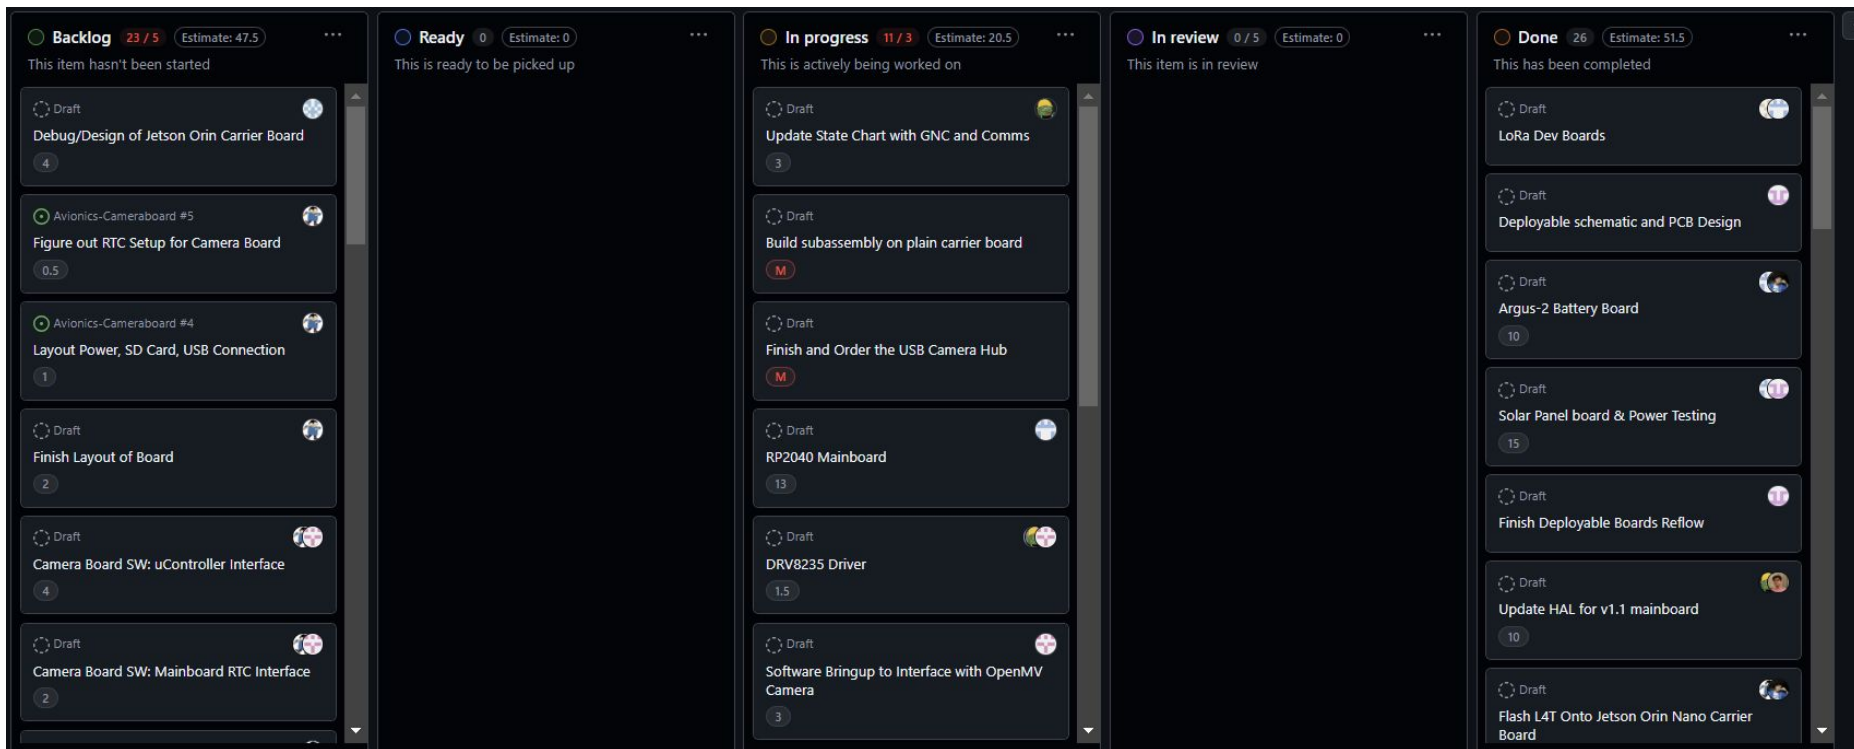 Backlog 23 / 5 Estimate: 47.5 ...
This item hasn't been started
Draft
Debug/Design of Jetson Orin Carrier Board
4
Avionics-Cameraboard #5
Figure out RTC Setup for Camera Board
0.5
Avionics-Cameraboard #4
Layout Power, SD Card, USB Connection
1
Draft
Finish Layout of Board
2
Draft
Camera Board SW: uController Interface
4
Draft
Camera Board SW: Mainboard RTC Interface
2
Ready 0 Estimate: 0 ...
This is ready to be picked up
In progress 11 / 3 Estimate: 20.5 ...
This is actively being worked on
Draft
Update State Chart with GNC and Comms
3
Draft
Build subassembly on plain carrier board
M
Draft
Finish and Order the USB Camera Hub
M
Draft
RP2040 Mainboard
13
Draft
DRV8235 Driver
1.5
Draft
Software Bringup to Interface with OpenMV
Camera
3
In review 0 / 5 Estimate: 0 ...
This item is in review
Done 26 Estimate: 51.5 ...
This has been completed
Draft
LoRa Dev Boards
Draft
Deployable schematic and PCB Design
Draft
Argus-2 Battery Board
10
Draft
Solar Panel board & Power Testing
15
Draft
Finish Deployable Boards Reflow
Draft
Update HAL for v1.1 mainboard
10
Draft
Flash L4T Onto Jetson Orin Nano Carrier
Board